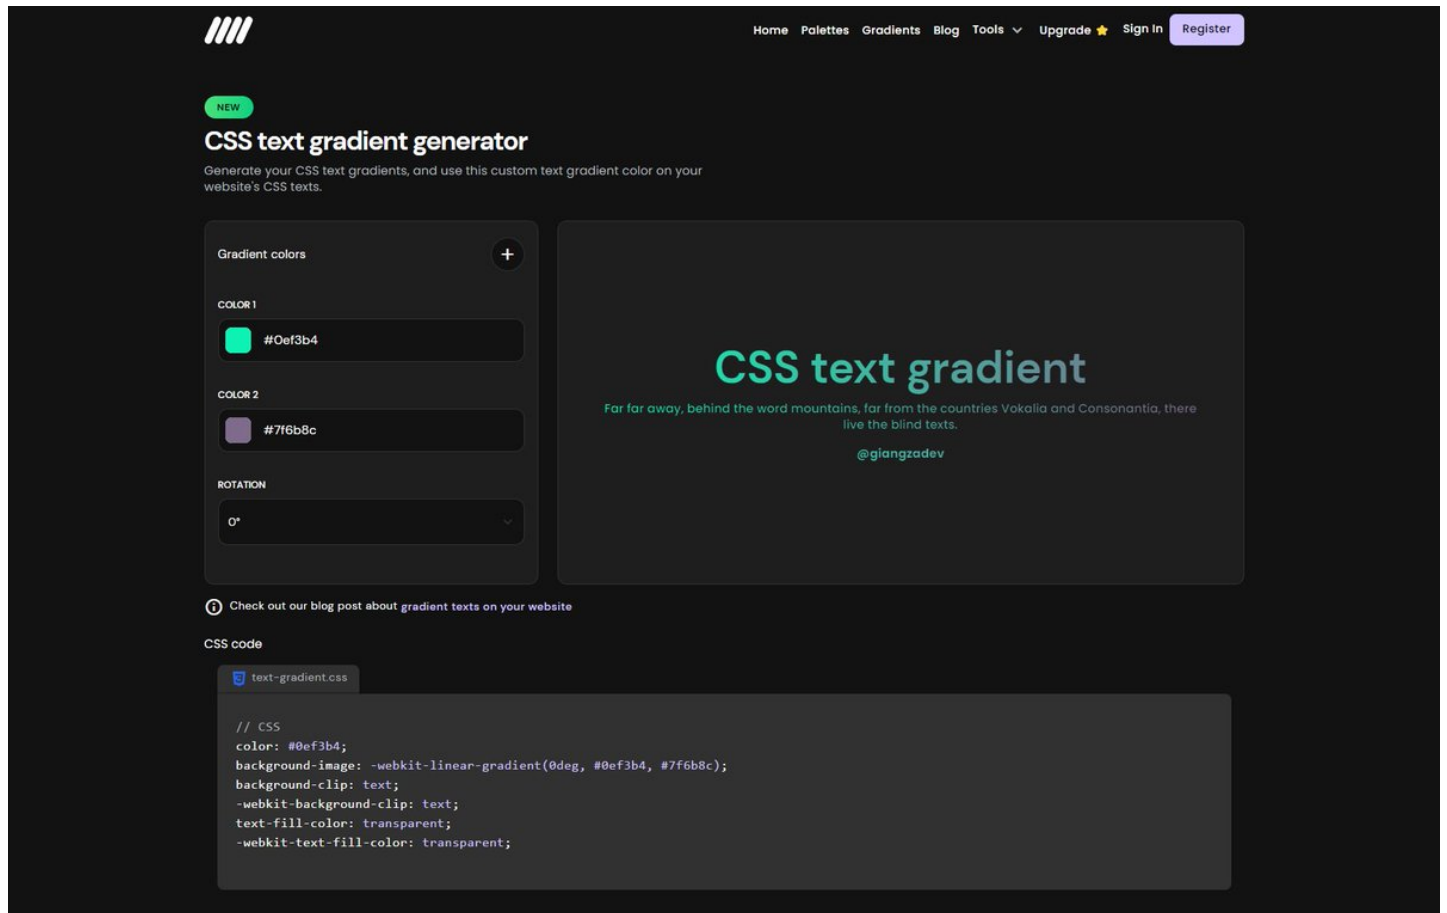 Home Palettes Gradients Blog Tools Upgrade Sign In Register
NEW
CSS text gradient generator
Generate your CSS text gradients, and use this custom text gradient color on your
website's CSS texts.
Gradient colors
COLOR 1
#0ef3b4
COLOR 2
#7f6b8c
ROTATION
0°
CSS text gradient
Far far away, behind the word mountains, far from the countries Vokalia and Consonantia, there
live the blind texts.
@giangzadev
Check out our blog post about gradient texts on your website
CSS code
text-gradient.css
// CSS
color: #0ef3b4;
background-image: -webkit-linear-gradient(0deg, #0ef3b4, #7f6b8c);
background-clip: text;
-webkit-background-clip: text;
text-fill-color: transparent;
-webkit-text-fill-color: transparent;